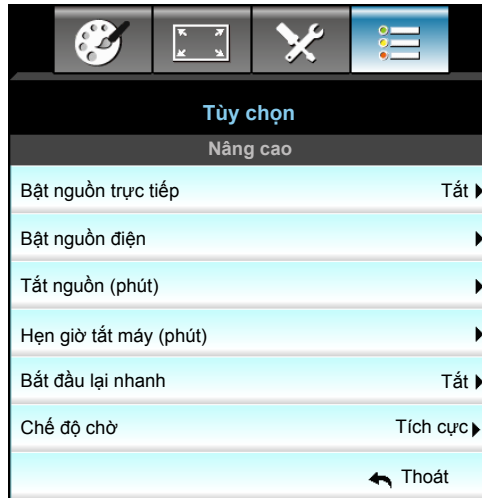 Tùy chọn
Nâng cao
Bật nguồn trực tiếp Tắt
Bật nguồn điện
Tắt nguồn (phút)
Hẹn giờ tắt máy (phút)
Bắt đầu lại nhanh Tắt
Chế độ chờ Tích cực
Thoát